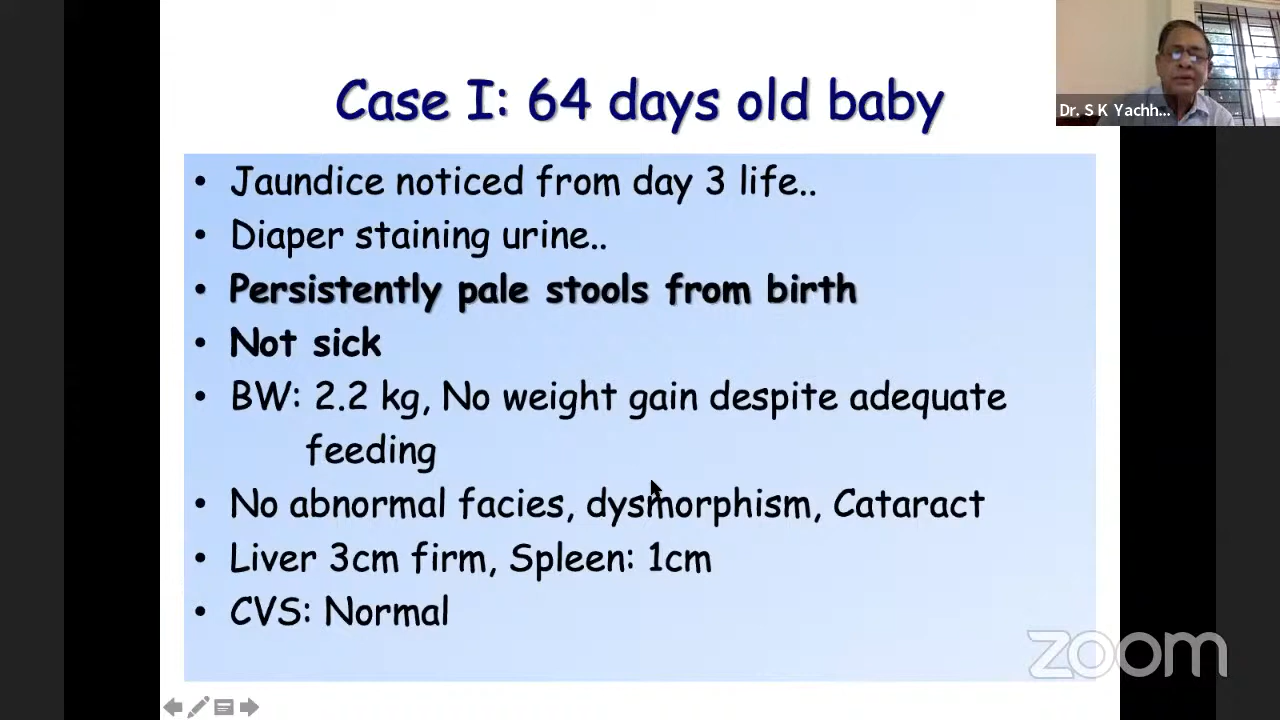 Case I: 64 days old baby
Dr. S K Yachh...
• Jaundice noticed from day 3 life..
• Diaper staining urine..
• Persistently pale stools from birth
• Not sick
• BW: 2.2 kg, No weight gain despite adequate
feeding
• No abnormal facies, dysmorphism, Cataract
• Liver 3cm firm, Spleen: 1cm
• CVS: Normal
zoom